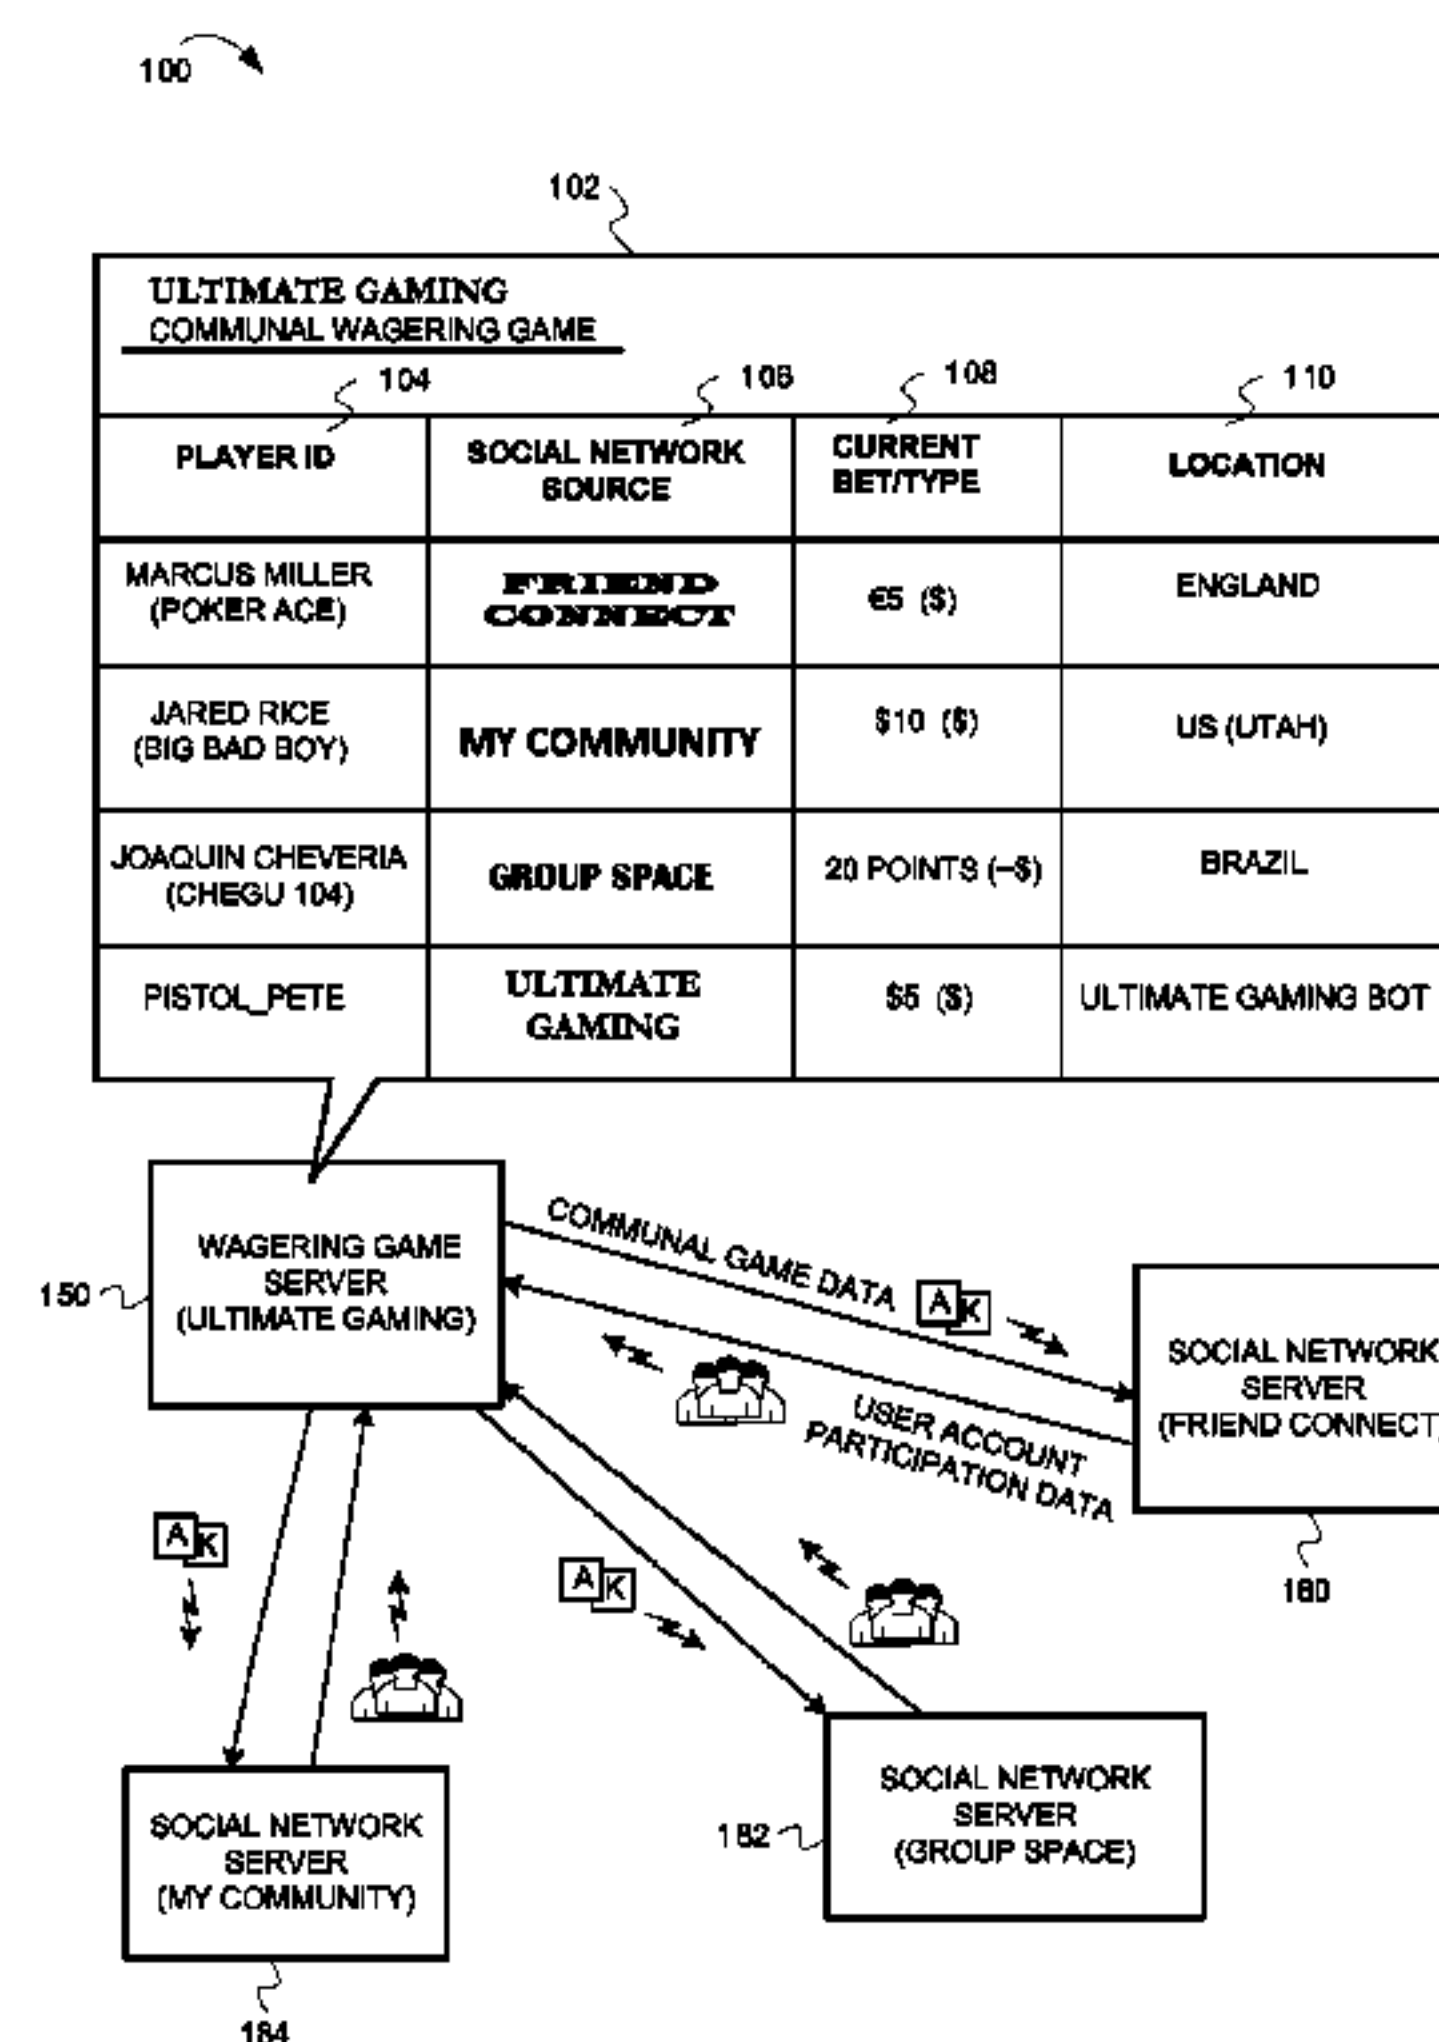 100
102
ULTIMATE GAMING
COMMUNAL WAGERING GAME
104
106
108
110
PLAYER ID
SOCIAL NETWORK
SOURCE
CURRENT
BET/TYPE
LOCATION
MARCUS MILLER
(POKER ACE)
FRIEND
CONNECT
€5 ($)
ENGLAND
JARED RICE
(BIG BAD BOY)
MY COMMUNITY
$10 ($)
US (UTAH)
JOAQUIN CHEVERIA
(CHEGU 104)
GROUP SPACE
20 POINTS (–$)
BRAZIL
PISTOL_PETE
ULTIMATE
GAMING
$5 ($)
ULTIMATE GAMING BOT
WAGERING GAME
SERVER
(ULTIMATE GAMING)
150
COMMUNAL GAME DATA
A K
USER ACCOUNT
PARTICIPATION DATA
SOCIAL NETWORK
SERVER
(FRIEND CONNECT)
180
A K
A K
SOCIAL NETWORK
SERVER
(GROUP SPACE)
182
SOCIAL NETWORK
SERVER
(MY COMMUNITY)
184